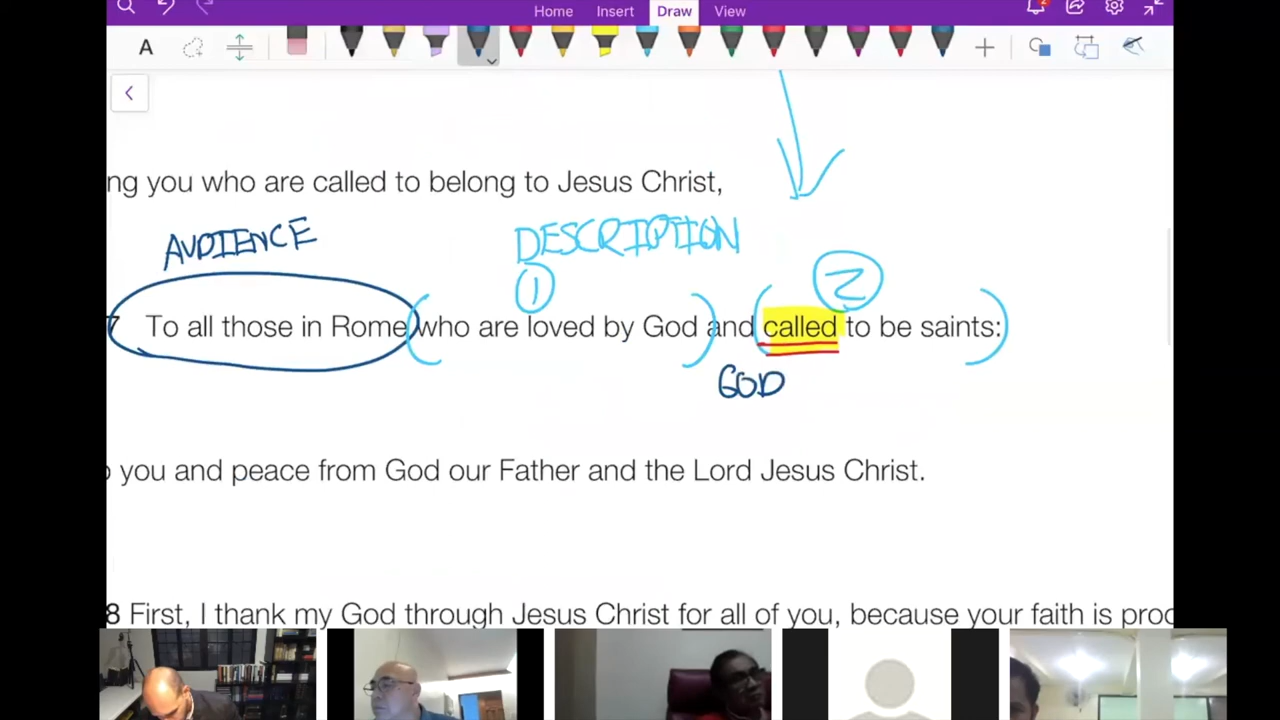 Home Insert Draw View
A
ng you who are called to belong to Jesus Christ,
AUDIENCE DESCRIPTION
1 2
7 To all those in Rome who are loved by God and called to be saints:
GOD
you and peace from God our Father and the Lord Jesus Christ.
8 First, I thank my God through Jesus Christ for all of you, because your faith is proc